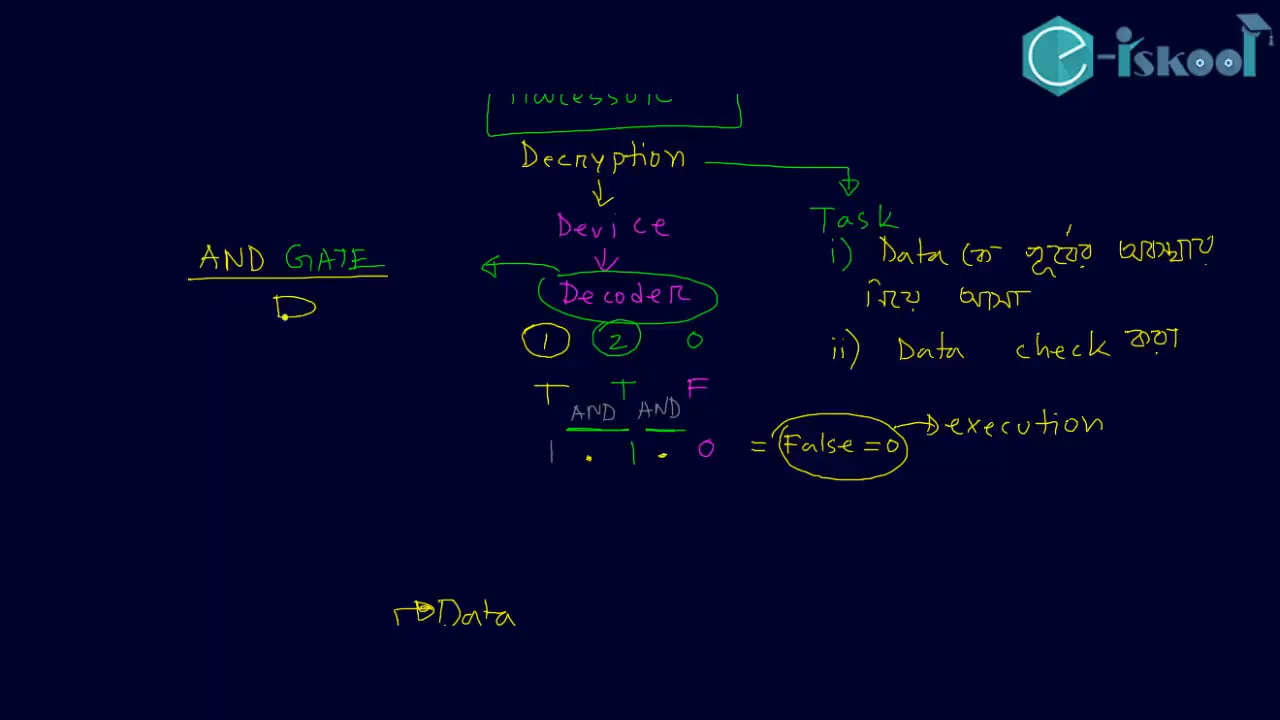 e-iskool
Decryption
Device
Task
AND GATE
i) Data কে পূর্বের অবস্থায়
Decoder
নিয়ে আসা
1 2 0
ii) Data check করা
T T F
AND AND
execution
1 . 1 . 0 = False = 0
Data